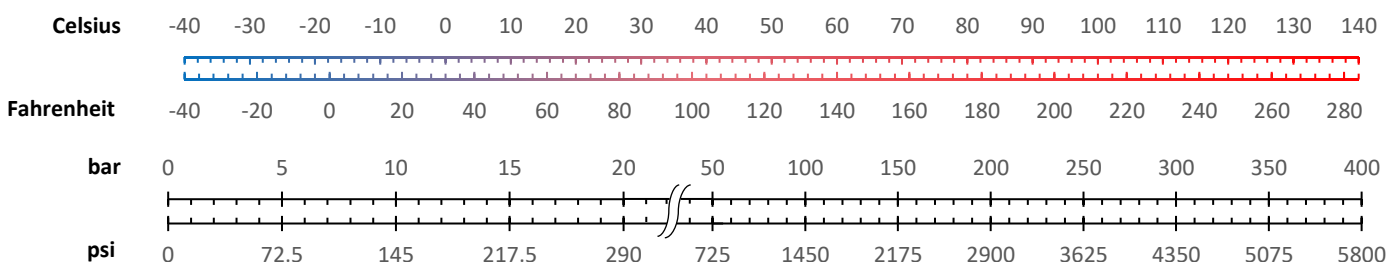 Celsius -40 -30 -20 -10 0 10 20 30 40 50 60 70 80 90 100 110 120 130 140
Fahrenheit -40 -20 0 20 40 60 80 100 120 140 160 180 200 220 240 260 280
bar 0 5 10 15 20 50 100 150 200 250 300 350 400
psi 0 72.5 145 217.5 290 725 1450 2175 2900 3625 4350 5075 5800